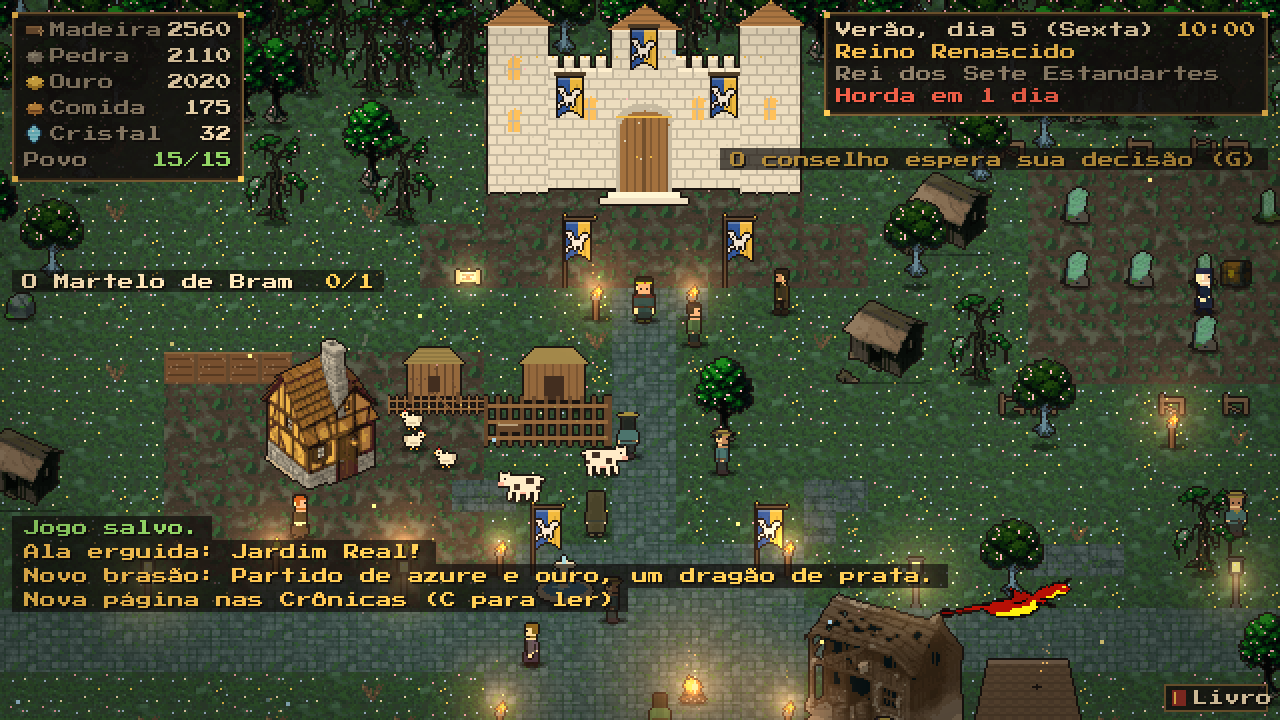 Madeira 2560
Pedra 2110
Ouro 2020
Comida 175
Cristal 32
Povo 15/15
Verão, dia 5 (Sexta) 10:00
Reino Renascido
Rei dos Sete Estandartes
Horda em 1 dia
O conselho espera sua decisão (G)
O Martelo de Bram 0/1
Jogo salvo.
Ala erguida: Jardim Real!
Novo brasão: Partido de azure e ouro, um dragão de prata.
Nova página nas Crônicas (C para ler)
Livro